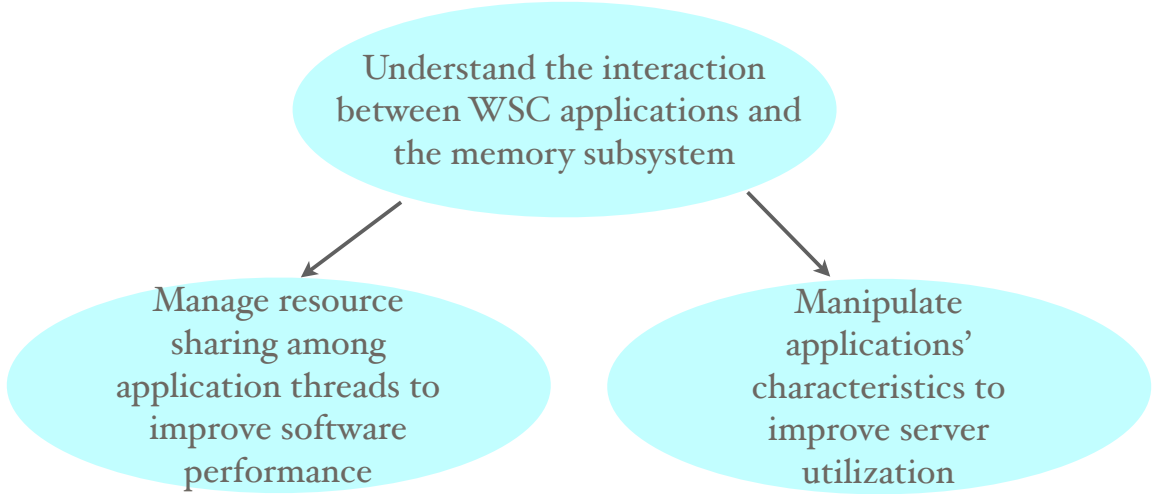 Understand the interaction
between WSC applications and
the memory subsystem
Manage resource
sharing among
application threads to
improve software
performance
Manipulate
applications’
characteristics to
improve server
utilization